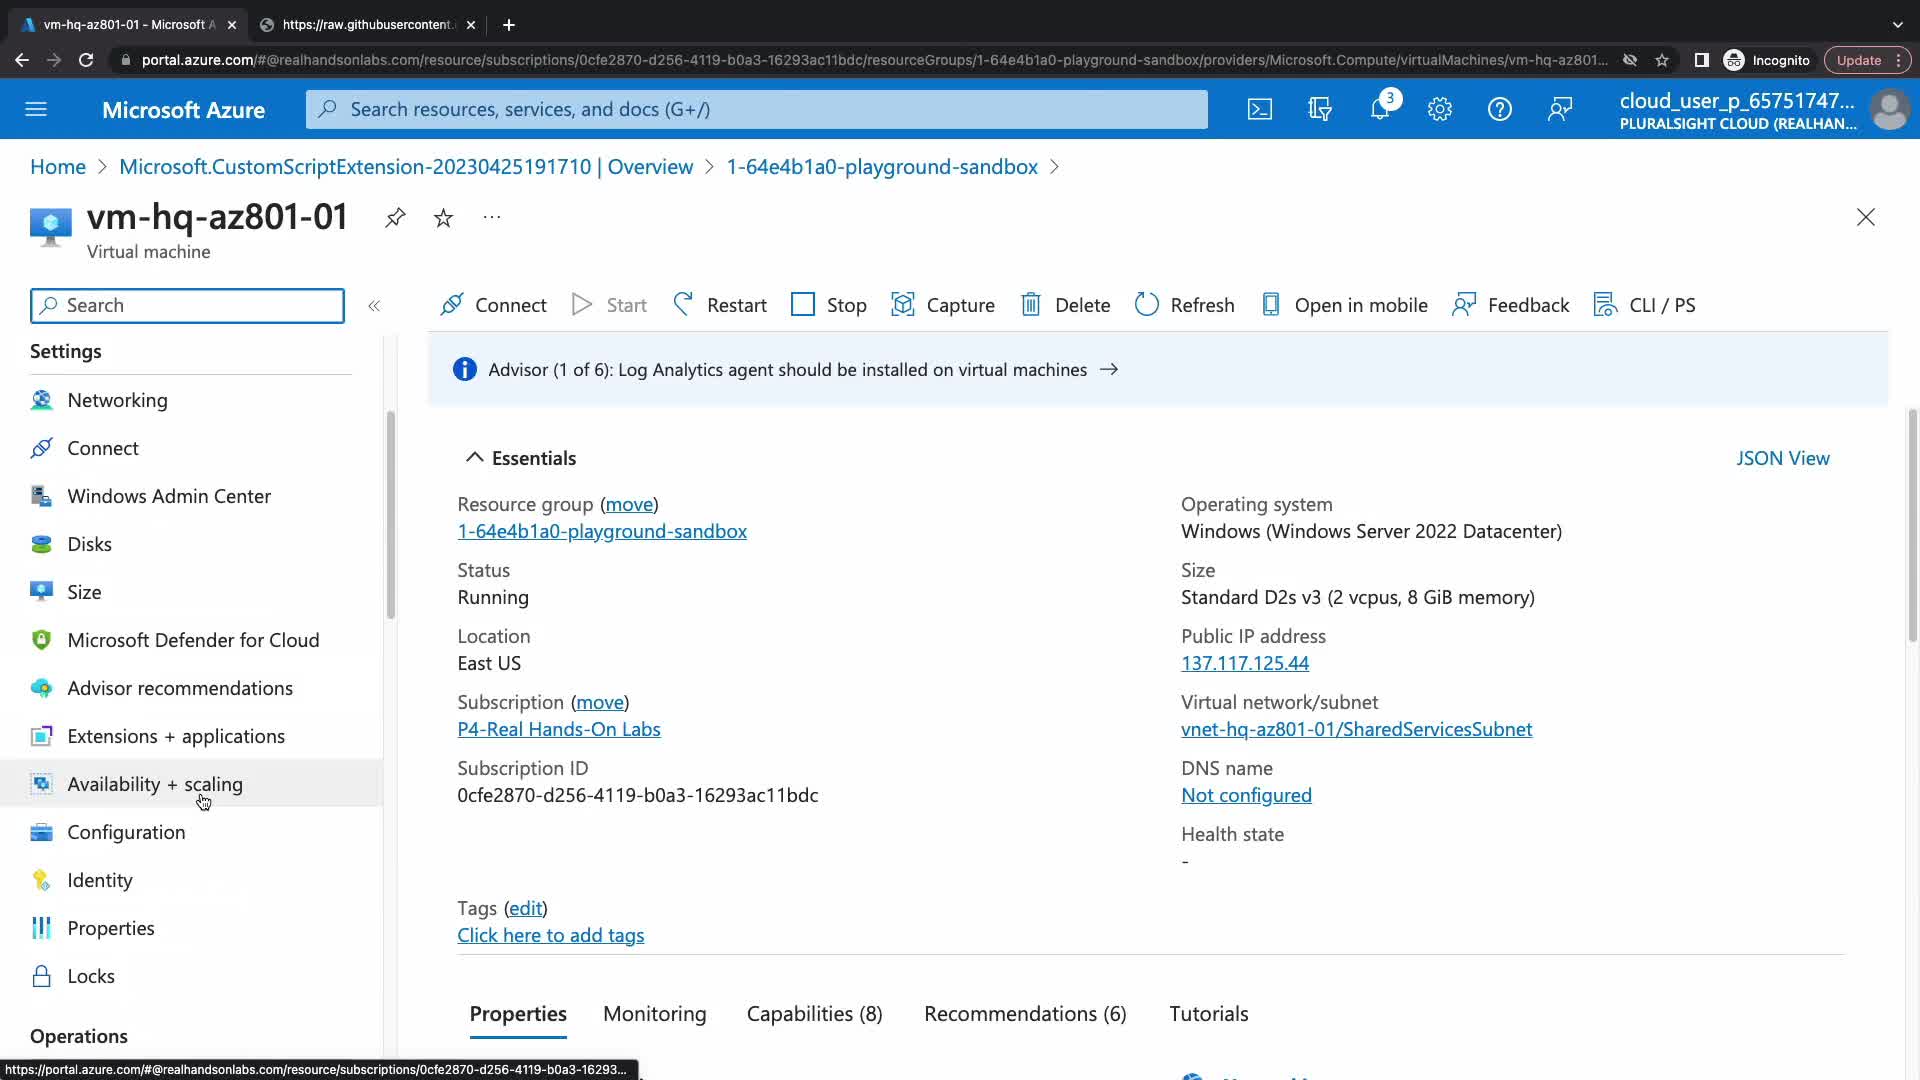 vm-hq-az801-01 - Microsoft A
https://raw.githubusercontent.
portal.azure.com/#@realhandsonlabs.com/resource/subscriptions/0cfe2870-d256-4119-b0a3-16293ac11bdc/resourceGroups/1-64e4b1a0-playground-sandbox/providers/Microsoft.Compute/virtualMachines/vm-hq-az801...
Incognito
Update
Microsoft Azure
Search resources, services, and docs (G+/)
3
cloud_user_p_65751747...
PLURALSIGHT CLOUD (REALHAN...
Home > Microsoft.CustomScriptExtension-20230425191710 | Overview > 1-64e4b1a0-playground-sandbox >
vm-hq-az801-01
Virtual machine
Search
Connect
Start
Restart
Stop
Capture
Delete
Refresh
Open in mobile
Feedback
CLI / PS
Settings
Networking
Connect
Windows Admin Center
Disks
Size
Microsoft Defender for Cloud
Advisor recommendations
Extensions + applications
Availability + scaling
Configuration
Identity
Properties
Locks
Operations
Advisor (1 of 6): Log Analytics agent should be installed on virtual machines →
Essentials
JSON View
Resource group (move)
1-64e4b1a0-playground-sandbox
Status
Running
Location
East US
Subscription (move)
P4-Real Hands-On Labs
Subscription ID
0cfe2870-d256-4119-b0a3-16293ac11bdc
Operating system
Windows (Windows Server 2022 Datacenter)
Size
Standard D2s v3 (2 vcpus, 8 GiB memory)
Public IP address
137.117.125.44
Virtual network/subnet
vnet-hq-az801-01/SharedServicesSubnet
DNS name
Not configured
Health state
-
Tags (edit)
Click here to add tags
Properties
Monitoring
Capabilities (8)
Recommendations (6)
Tutorials
https://portal.azure.com/#@realhandsonlabs.com/resource/subscriptions/0cfe2870-d256-4119-b0a3-16293...